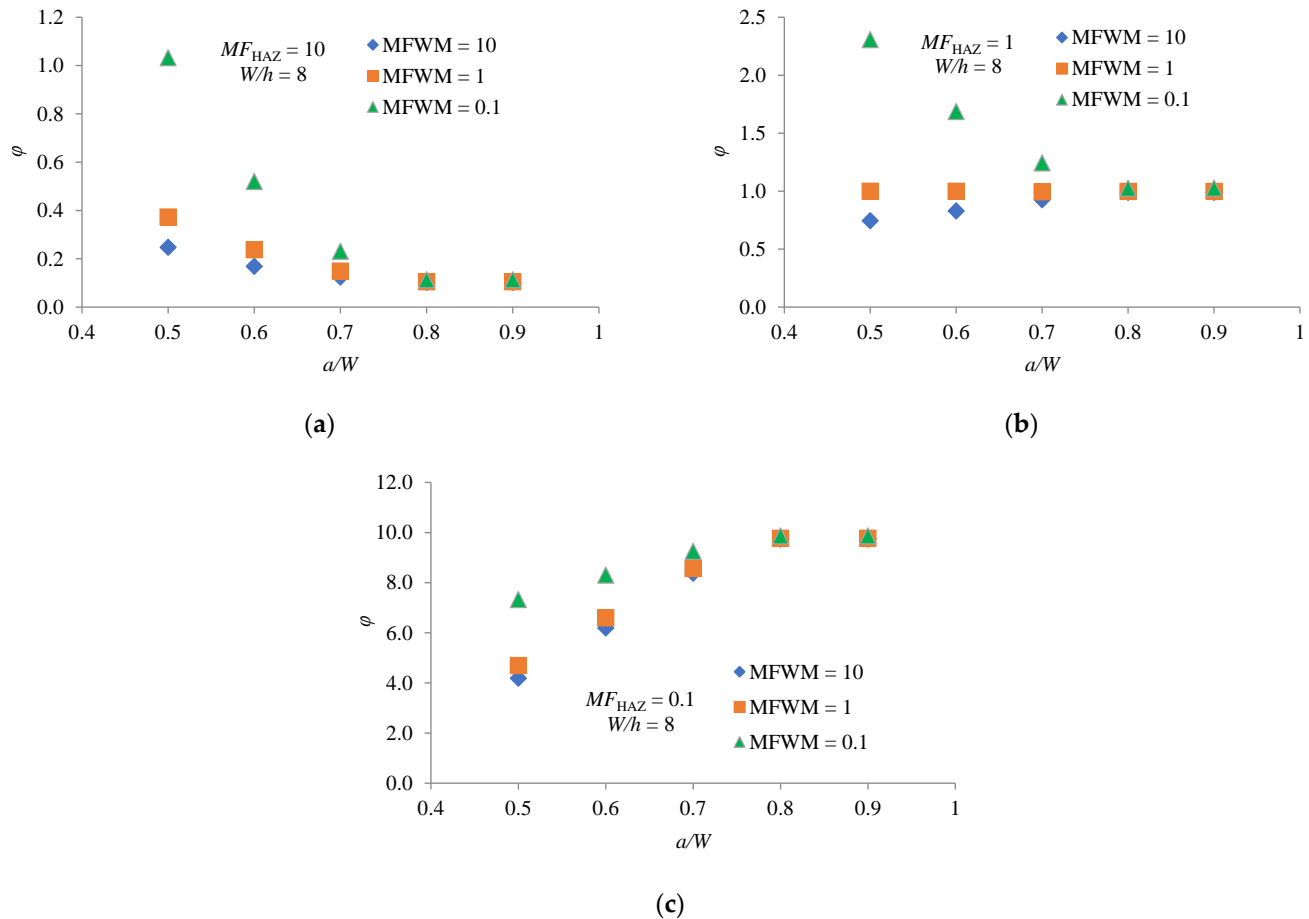 1.2
1.0
0.8
0.6
0.4
0.2
0.0
φ
MF_HAZ = 10
W/h = 8
MFWM = 10
MFWM = 1
MFWM = 0.1
0.4 0.5 0.6 0.7 0.8 0.9 1
a/W
(a)
2.5
2.0
1.5
1.0
0.5
0.0
φ
MF_HAZ = 1
W/h = 8
MFWM = 10
MFWM = 1
MFWM = 0.1
0.4 0.5 0.6 0.7 0.8 0.9 1
a/W
(b)
12.0
10.0
8.0
6.0
4.0
2.0
0.0
φ
MF_HAZ = 0.1
W/h = 8
MFWM = 10
MFWM = 1
MFWM = 0.1
0.4 0.5 0.6 0.7 0.8 0.9 1
a/W
(c)